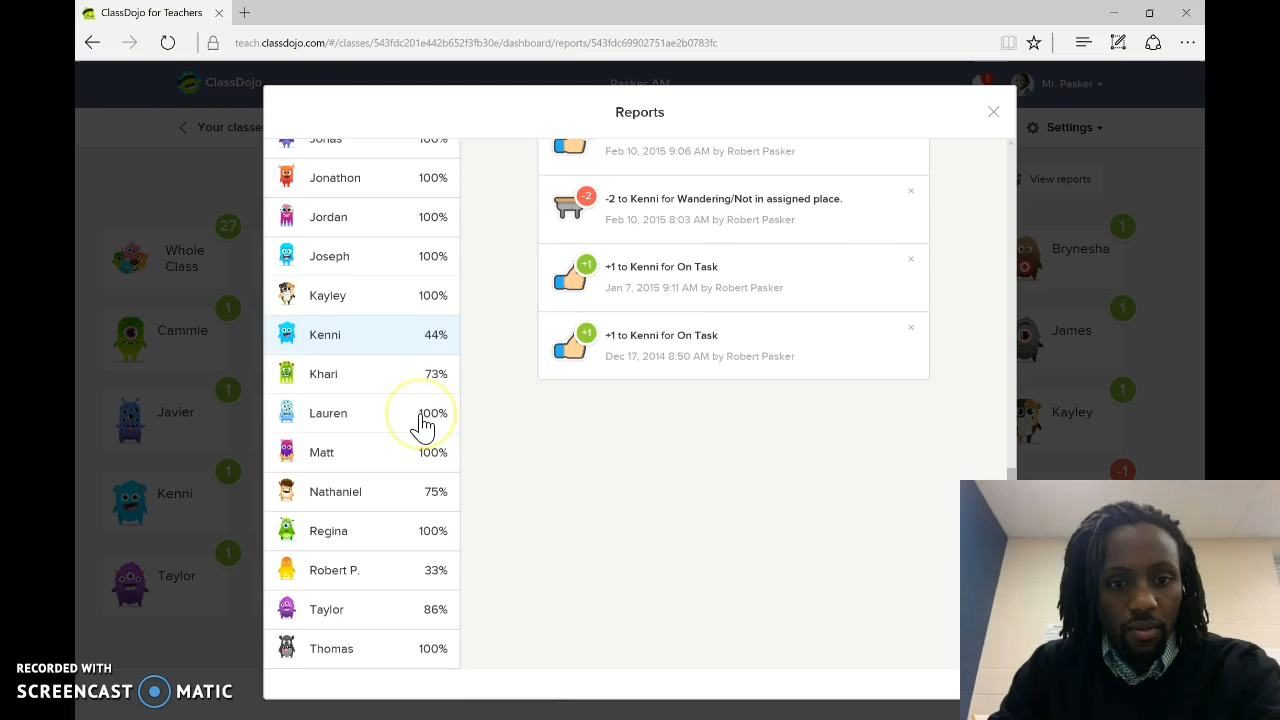 ClassDojo for Teachers
teach.classdojo.com/#/classes/543fdc201e442b652f3fb30e/dashboard/reports/543fdc69902751ae2b0783fc
ClassDojo
Pasker AM
1
Mr. Pasker
Your classe
Settings
View reports
Reports
27
Whole
Class
1
Cammie
1
Javier
1
Kenni
1
Taylor
1
Brynesha
1
James
1
Kayley
-1
Jonas 100%
Jonathon 100%
Jordan 100%
Joseph 100%
Kayley 100%
Kenni 44%
Khari 73%
Lauren 100%
Matt 100%
Nathaniel 75%
Regina 100%
Robert P. 33%
Taylor 86%
Thomas 100%
Feb 10, 2015 9:06 AM by Robert Pasker
-2
-2 to Kenni for Wandering/Not in assigned place.
Feb 10, 2015 8:03 AM by Robert Pasker
+1
+1 to Kenni for On Task
Jan 7, 2015 9:11 AM by Robert Pasker
+1
+1 to Kenni for On Task
Dec 17, 2014 8:50 AM by Robert Pasker
RECORDED WITH
SCREENCAST MATIC